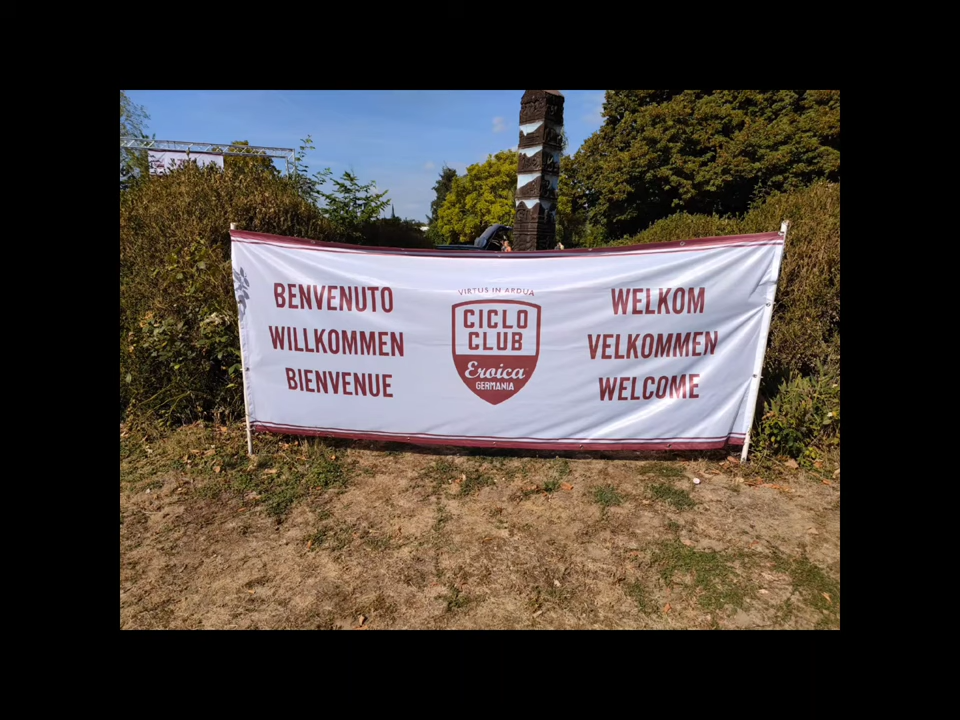 BENVENUTO
WILLKOMMEN
BIENVENUE
VIRTUS IN ARDUA
CICLO
CLUB
Eroica
GERMANIA
WELKOM
VELKOMMEN
WELCOME